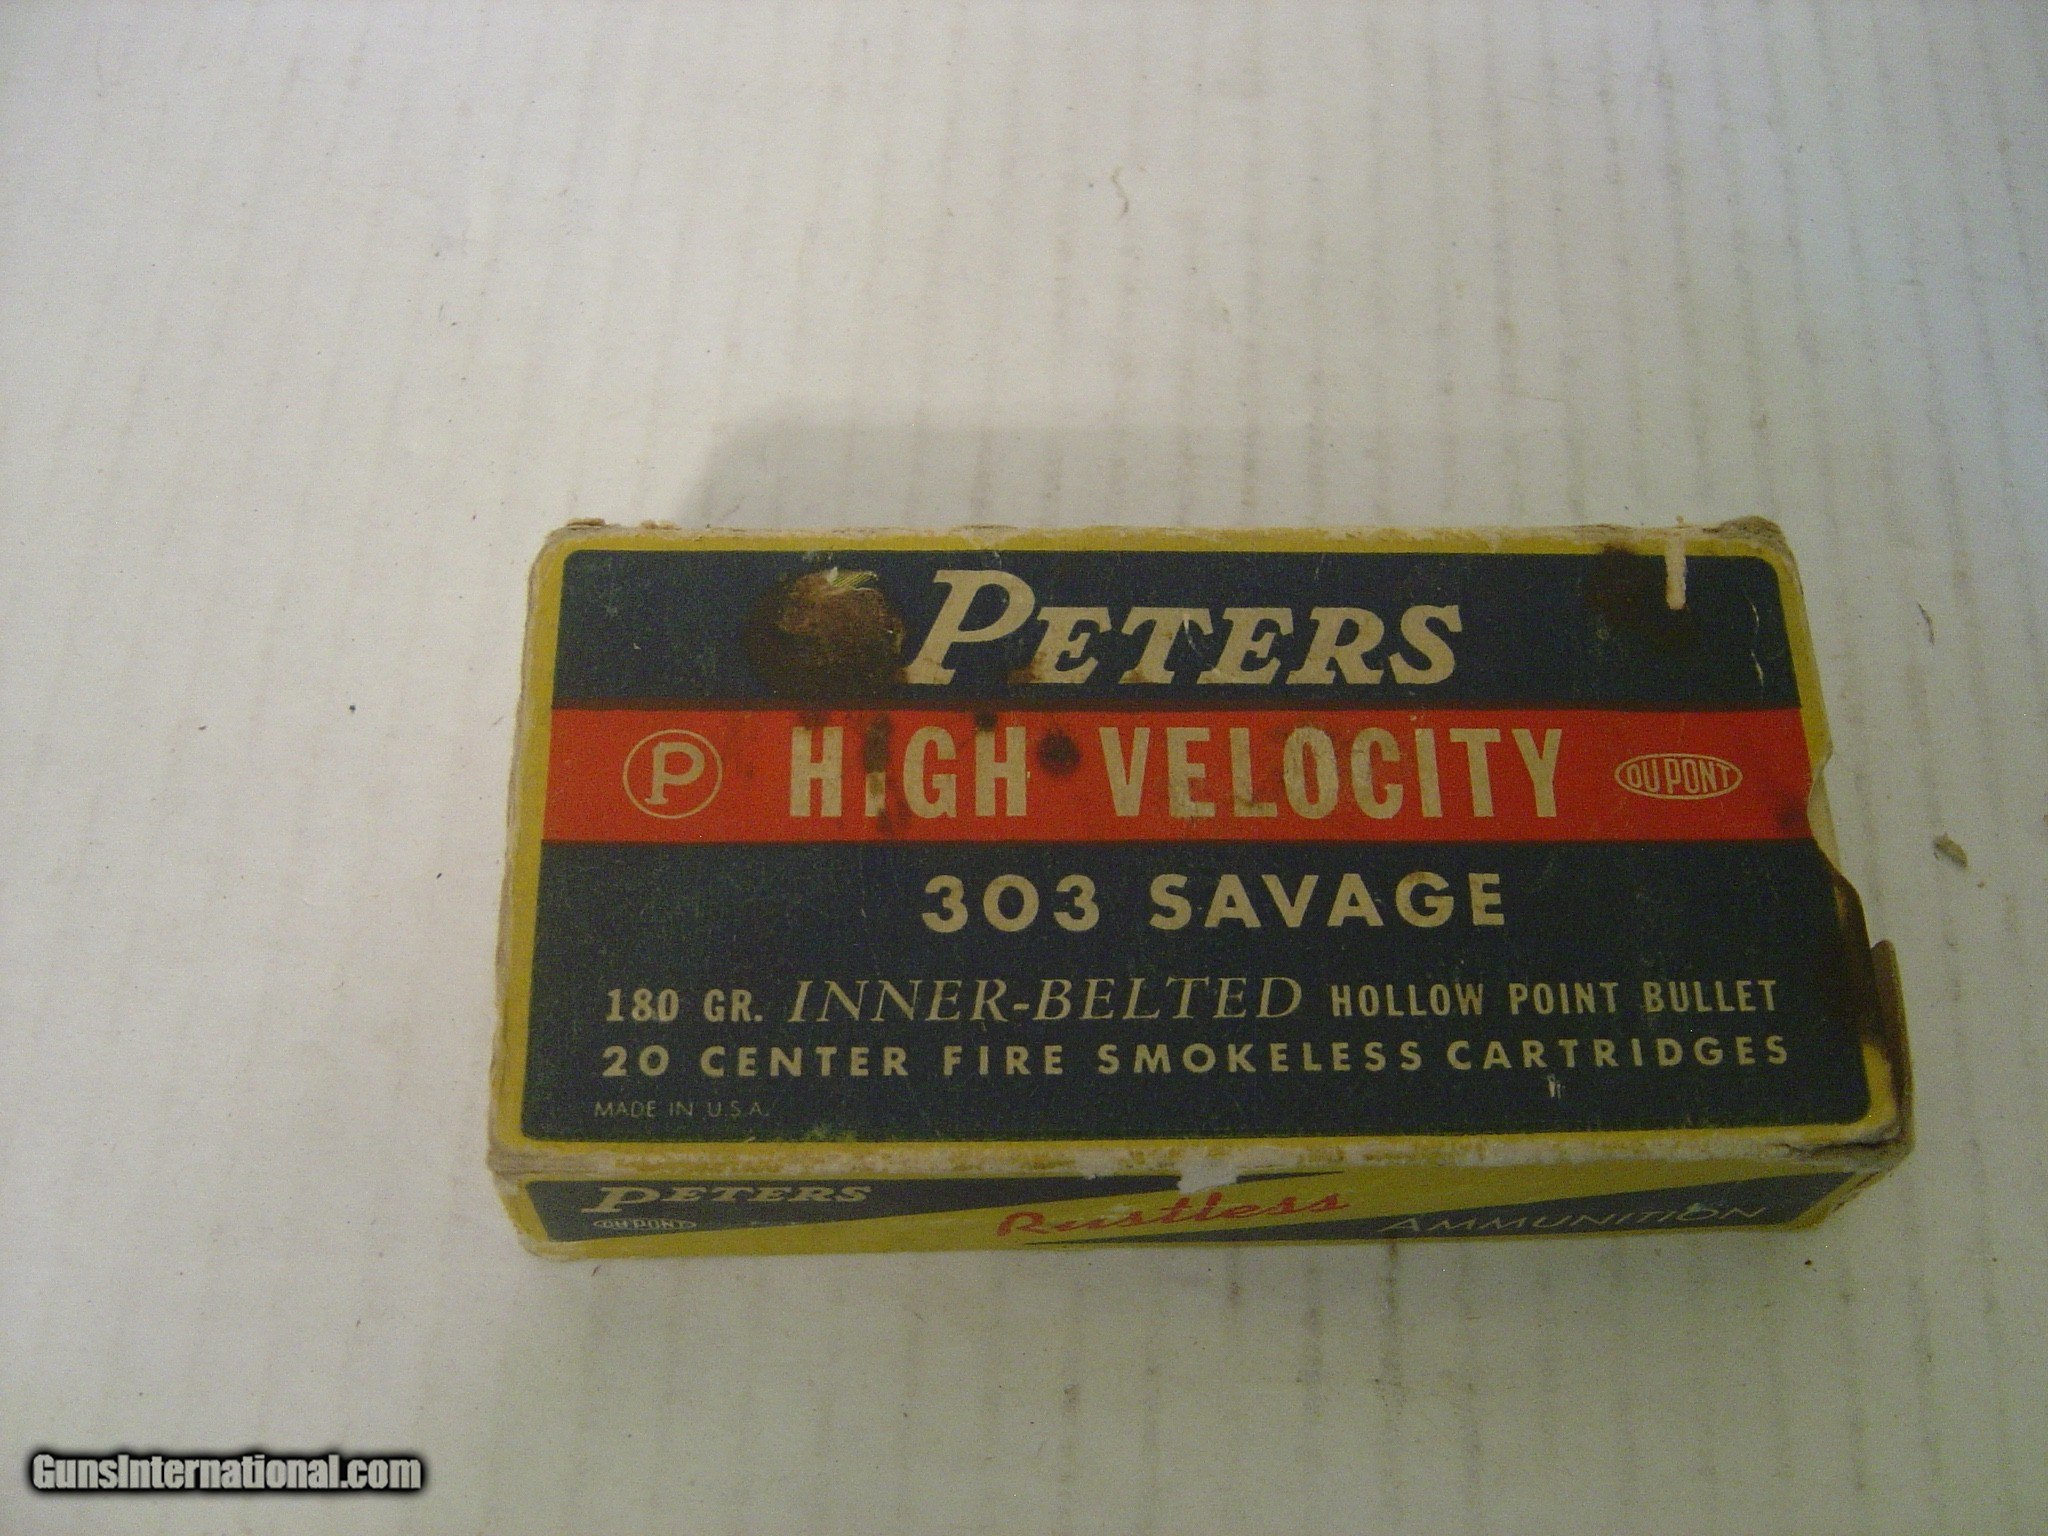 PETERS
P HIGH VELOCITY DU PONT
303 SAVAGE
180 GR. INNER-BELTED HOLLOW POINT BULLET
20 CENTER FIRE SMOKELESS CARTRIDGES
MADE IN U.S.A.
PETERS
DU PONT
Rustless
AMMUNITION
GunsInternational.com